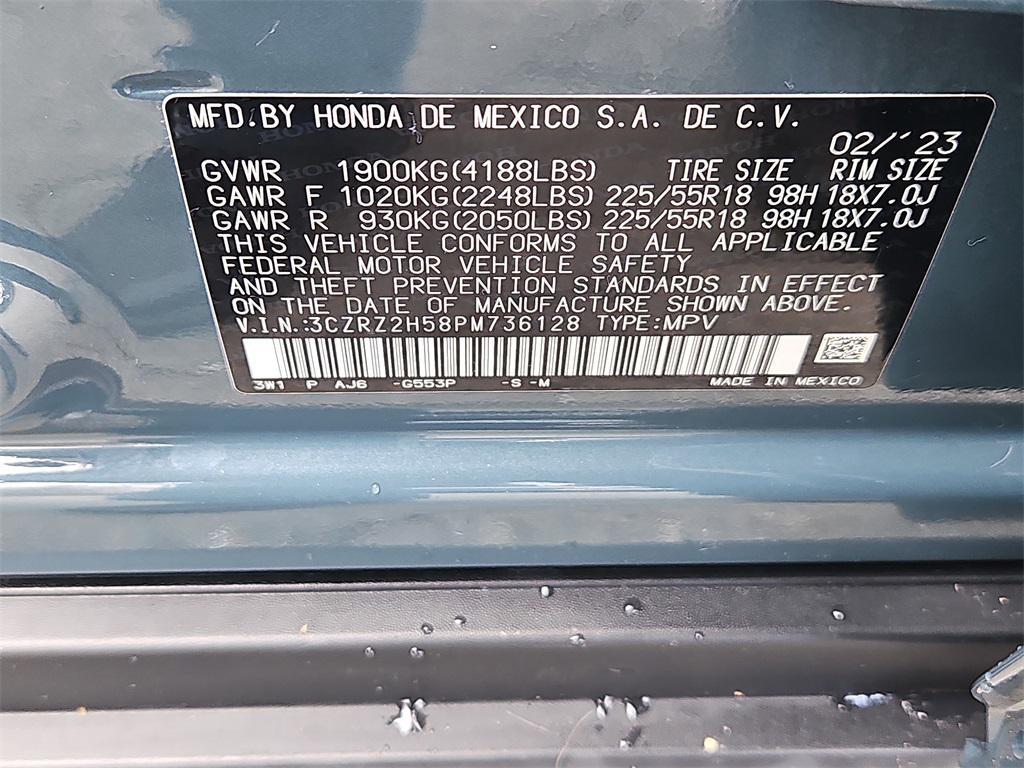 MFD.BY HONDA DE MEXICO S.A. DE C.V.
02/'23
GVWR 1900KG(4188LBS) TIRE SIZE RIM SIZE
GAWR F 1020KG(2248LBS) 225/55R18 98H 18X7.0J
GAWR R 930KG(2050LBS) 225/55R18 98H 18X7.0J
THIS VEHICLE CONFORMS TO ALL APPLICABLE
FEDERAL MOTOR VEHICLE SAFETY
AND THEFT PREVENTION STANDARDS IN EFFECT
ON THE DATE OF MANUFACTURE SHOWN ABOVE.
V.I.N.:3CZRZ2H58PM736128 TYPE:MPV
3W1 P AJ6 -G553P -S -M MADE IN MEXICO